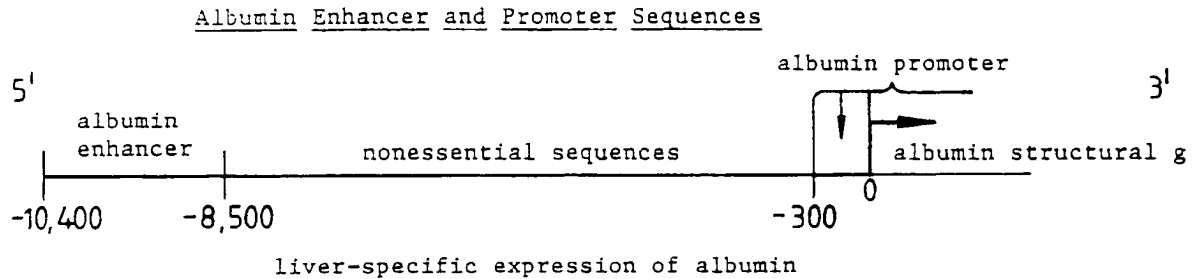 Albumin Enhancer and Promoter Sequences
albumin promoter
5'
3'
albumin
enhancer
nonessential sequences
albumin structural g
-10,400
-8,500
-300
0
liver-specific expression of albumin